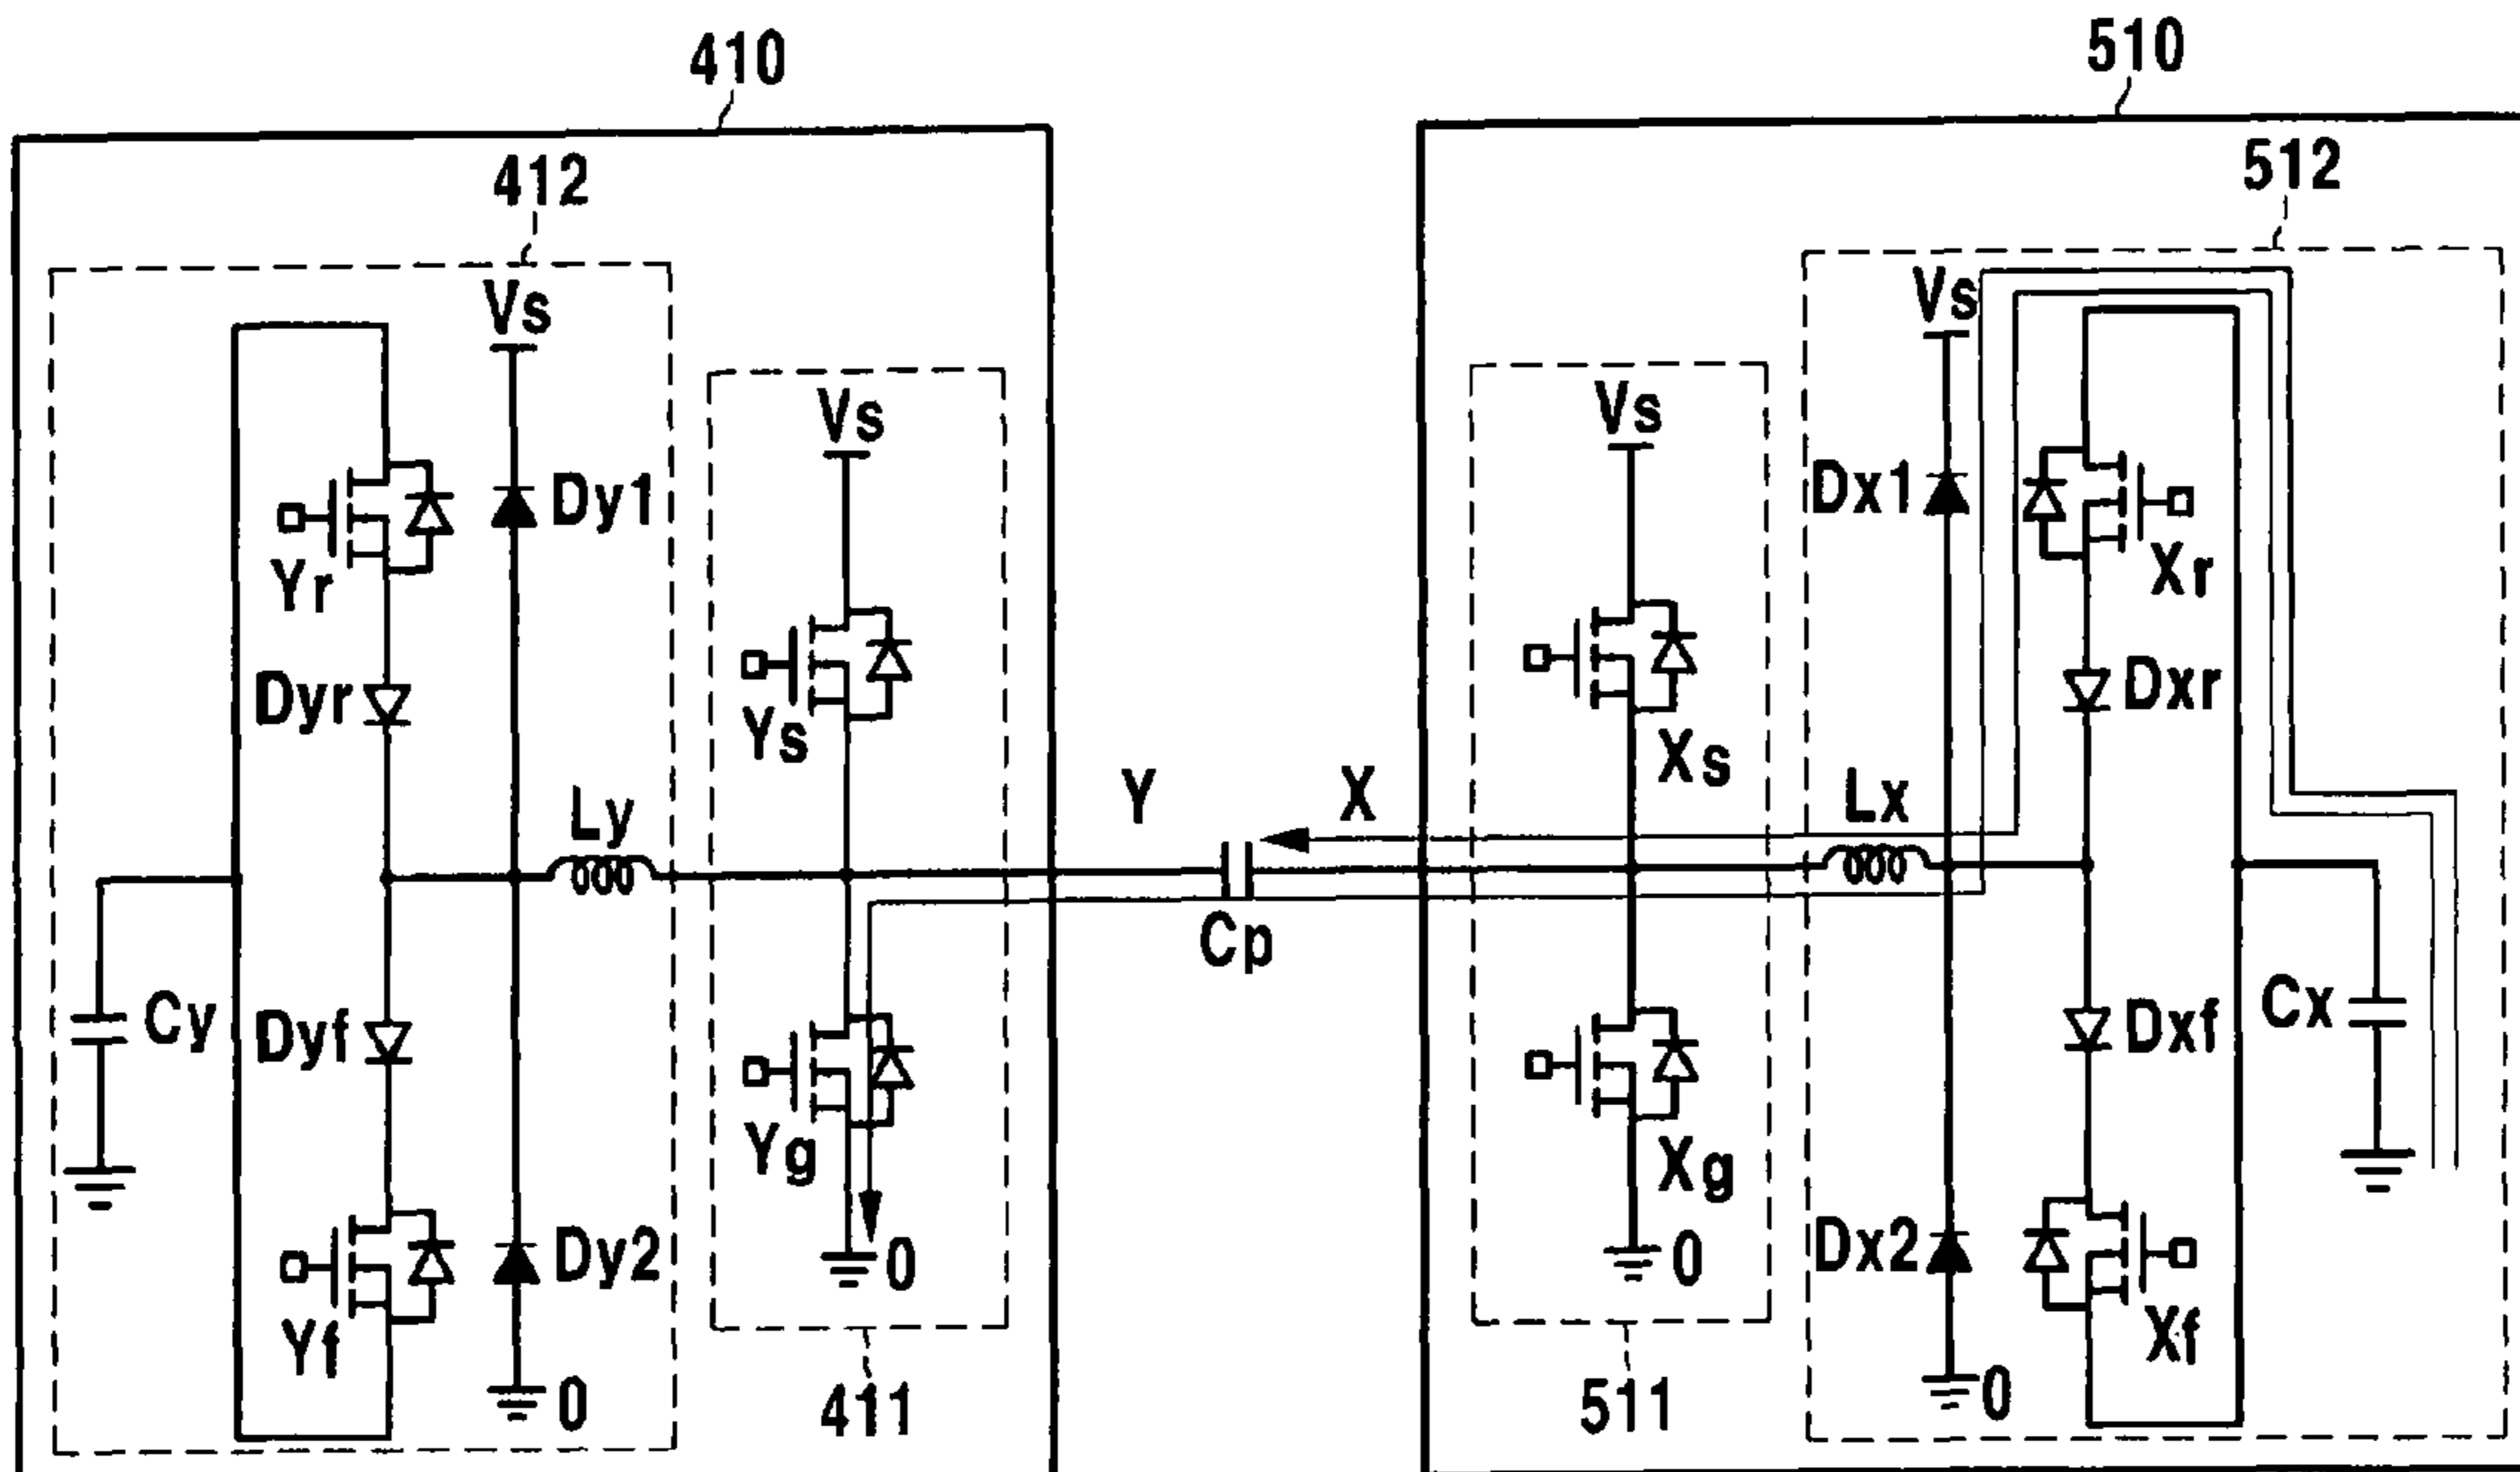 410
510
412
512
Vs
Vs
Vs
Vs
Dy1
Dx1
Yr
Xr
Dyr
Dxr
Ys
Xs
Ly
Y
X
Lx
Cp
Cy
Dyf
Cx
Dxf
Yg
Xg
Dy2
0
0
Dx2
Yf
Xf
0
0
411
511